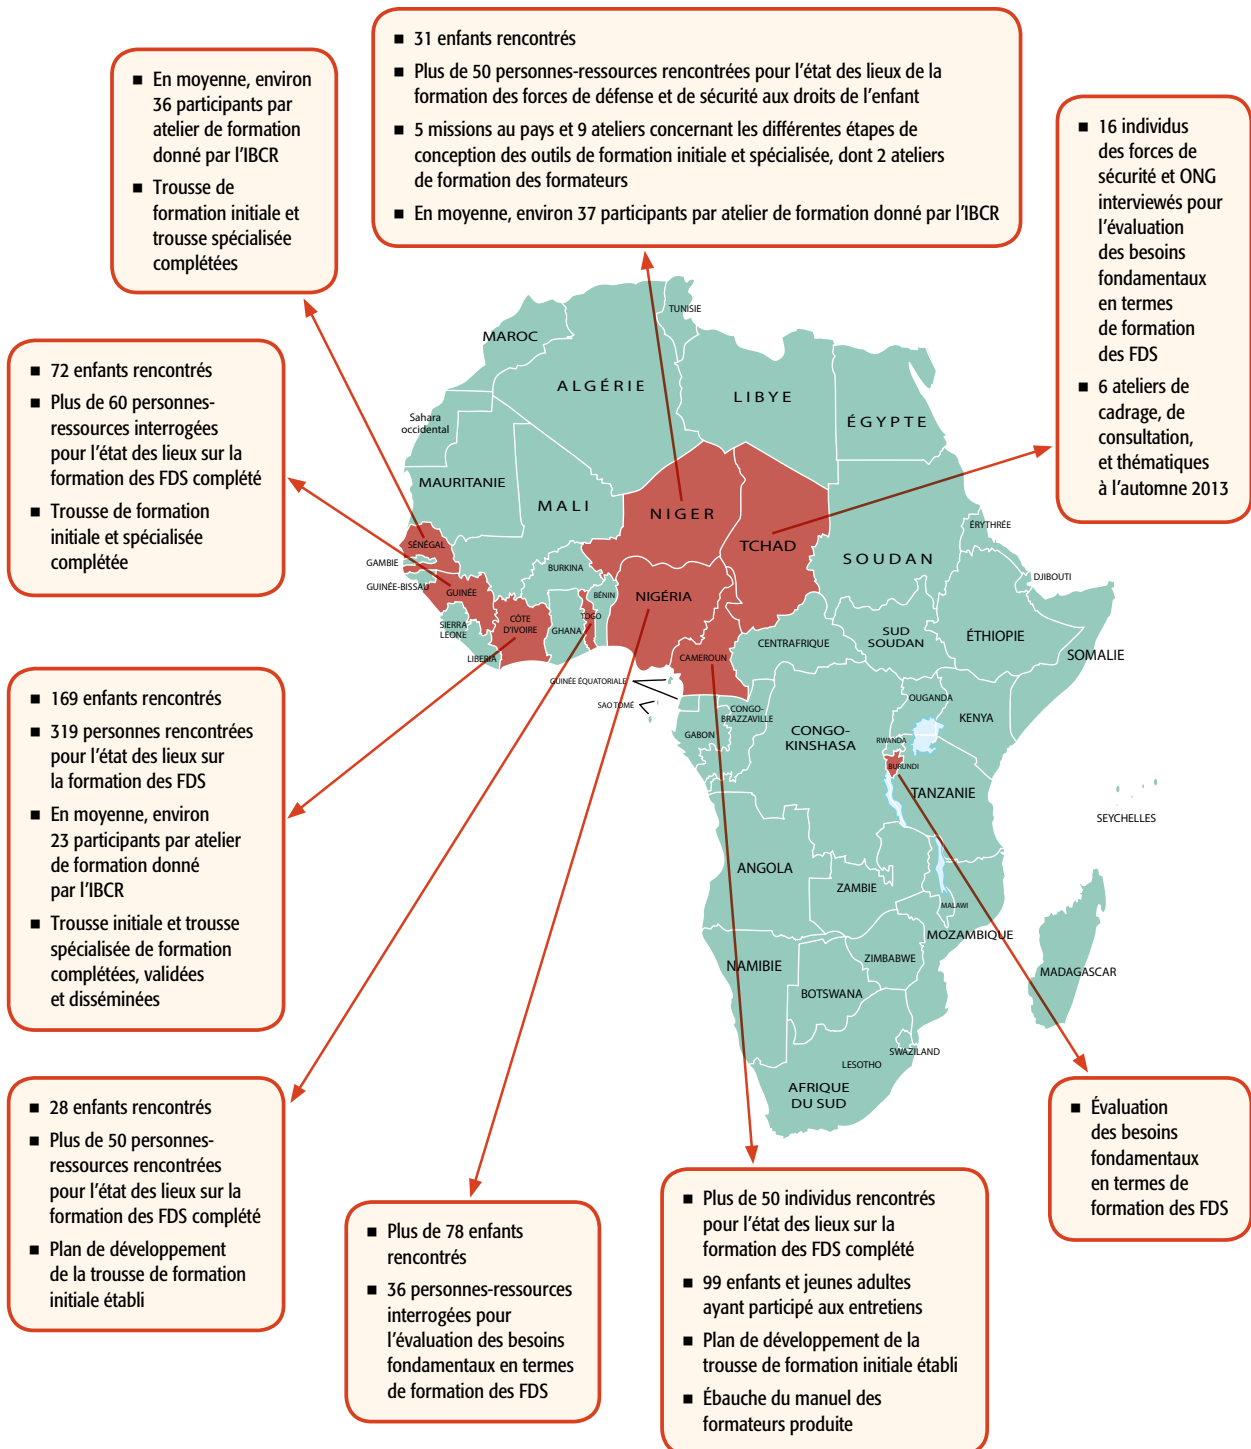 ■ 31 enfants rencontrés
■ Plus de 50 personnes-ressources rencontrées pour l'état des lieux de la
formation des forces de défense et de sécurité aux droits de l'enfant
■ 5 missions au pays et 9 ateliers concernant les différentes étapes de
conception des outils de formation initiale et spécialisée, dont 2 ateliers
de formation des formateurs
■ En moyenne, environ 37 participants par atelier de formation donné par l'IBCR
■ En moyenne, environ
36 participants par
atelier de formation
donné par l'IBCR
■ Trousse de
formation initiale et
trousse spécialisée
complétées
■ 16 individus
des forces de
sécurité et ONG
interviewés pour
l'évaluation
des besoins
fondamentaux
en termes
de formation
des FDS
■ 6 ateliers de
cadrage, de
consultation,
et thématiques
à l'automne 2013
■ 72 enfants rencontrés
■ Plus de 60 personnes-
ressources interrogées
pour l'état des lieux sur la
formation des FDS complété
■ Trousse de formation
initiale et spécialisée
complétée
■ 169 enfants rencontrés
■ 319 personnes rencontrées
pour l'état des lieux sur
la formation des FDS
■ En moyenne, environ
23 participants par atelier
de formation donné
par l'IBCR
■ Trousse initiale et trousse
spécialisée de formation
complétées, validées
et disséminées
■ 28 enfants rencontrés
■ Plus de 50 personnes-
ressources rencontrées
pour l'état des lieux sur la
formation des FDS complété
■ Plan de développement
de la trousse de formation
initiale établi
■ Plus de 78 enfants
rencontrés
■ 36 personnes-ressources
interrogées pour
l'évaluation des besoins
fondamentaux en termes
de formation des FDS
■ Plus de 50 individus rencontrés
pour l'état des lieux sur la
formation des FDS complété
■ 99 enfants et jeunes adultes
ayant participé aux entretiens
■ Plan de développement de la
trousse de formation initiale établi
■ Ébauche du manuel des
formateurs produite
■ Évaluation
des besoins
fondamentaux
en termes de
formation des FDS
TUNISIE
MAROC
ALGÉRIE
LIBYE
ÉGYPTE
Sahara
occidental
MAURITANIE
MALI
NIGER
TCHAD
SOUDAN
ÉRYTHRÉE
DJIBOUTI
SÉNÉGAL
GAMBIE
GUINÉE-BISSAU
GUINÉE
SIERRA
LEONE
LIBERIA
CÔTE
D'IVOIRE
BURKINA
GHANA
TOGO
BÉNIN
NIGÉRIA
CAMEROUN
CENTRAFRIQUE
SUD
SOUDAN
ÉTHIOPIE
SOMALIE
GUINÉE ÉQUATORIALE
SAO TOMÉ
GABON
CONGO-
BRAZZAVILLE
CONGO-
KINSHASA
OUGANDA
KENYA
RWANDA
BURUNDI
TANZANIE
SEYCHELLES
ANGOLA
ZAMBIE
MALAWI
MOZAMBIQUE
MADAGASCAR
NAMIBIE
ZIMBABWE
BOTSWANA
SWAZILAND
LESOTHO
AFRIQUE
DU SUD